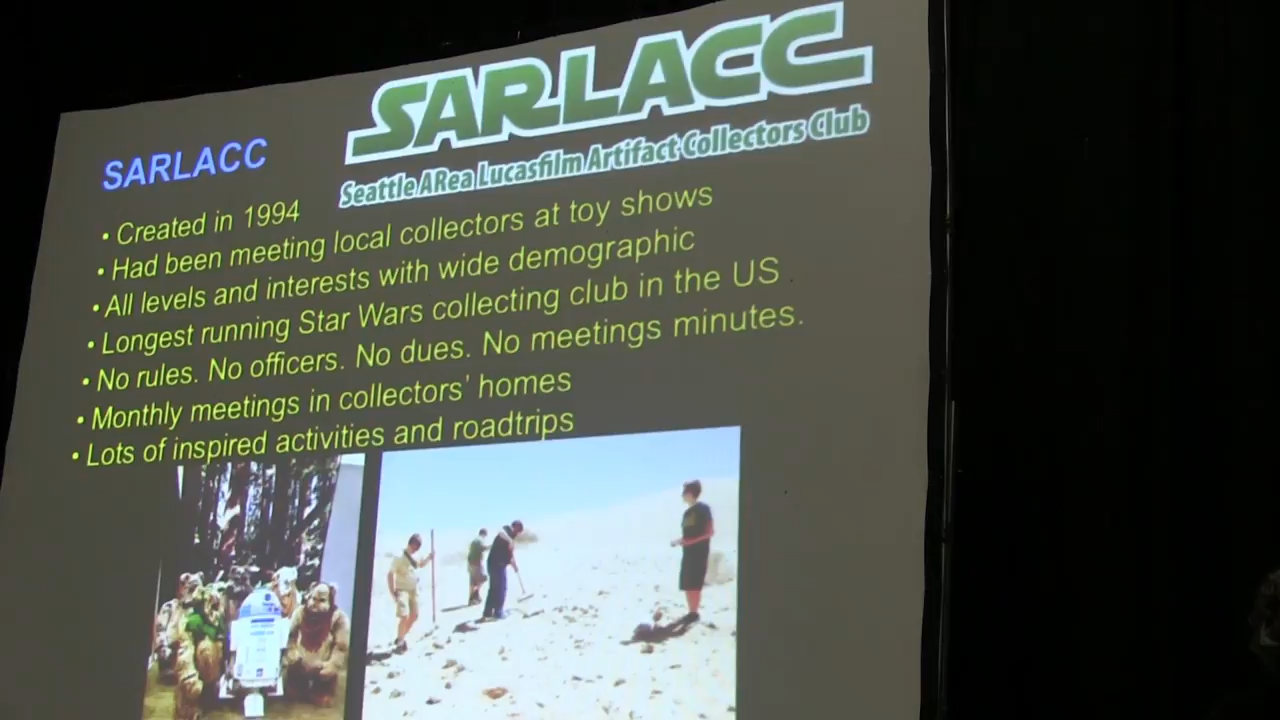 SARLACC
Seattle ARea Lucasfilm Artifact Collectors Club
SARLACC
• Created in 1994
• Had been meeting local collectors at toy shows
• All levels and interests with wide demographic
• Longest running Star Wars collecting club in the US
• No rules. No officers. No dues. No meetings minutes.
• Monthly meetings in collectors' homes
• Lots of inspired activities and roadtrips